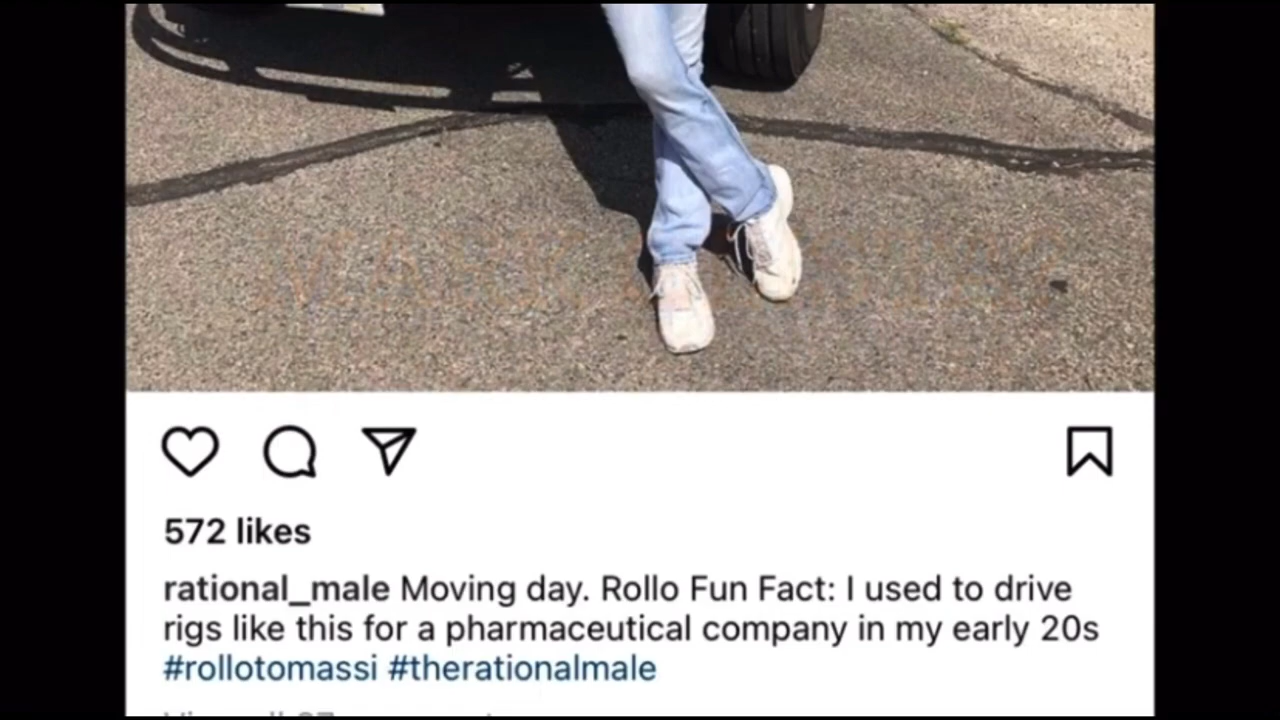 572 likes
rational_male Moving day. Rollo Fun Fact: I used to drive
rigs like this for a pharmaceutical company in my early 20s
#rollotomassi #therationalmale